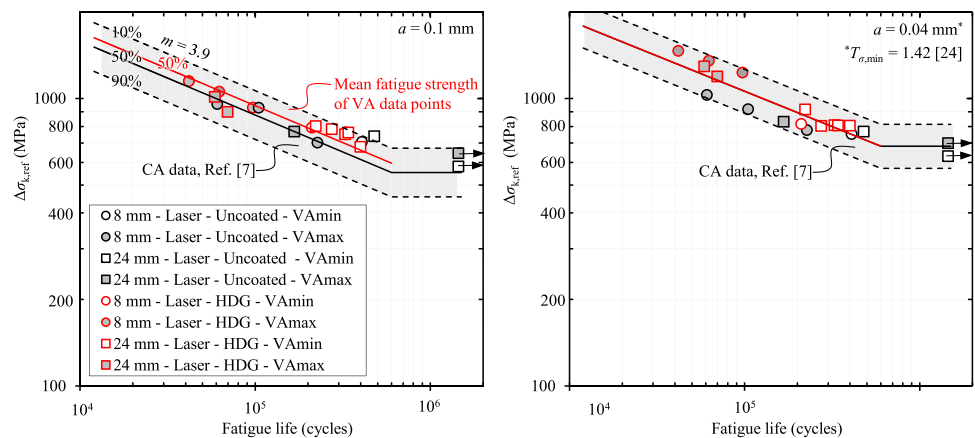 10%
50%
90%
m = 3.9
50%
a = 0.1 mm
Mean fatigue strength
of VA data points
CA data, Ref. [7]
8 mm - Laser - Uncoated - VAmin
8 mm - Laser - Uncoated - VAmax
24 mm - Laser - Uncoated - VAmin
24 mm - Laser - Uncoated - VAmax
8 mm - Laser - HDG - VAmin
8 mm - Laser - HDG - VAmax
24 mm - Laser - HDG - VAmin
24 mm - Laser - HDG - VAmax
Δσk,ref (MPa)
1000
800
600
400
200
100
10⁴
10⁵
10⁶
Fatigue life (cycles)
a = 0.04 mm*
*Tσ,min = 1.42 [24]
CA data, Ref. [7]
Δσk,ref (MPa)
1000
800
600
400
200
100
10⁴
10⁵
10⁶
Fatigue life (cycles)